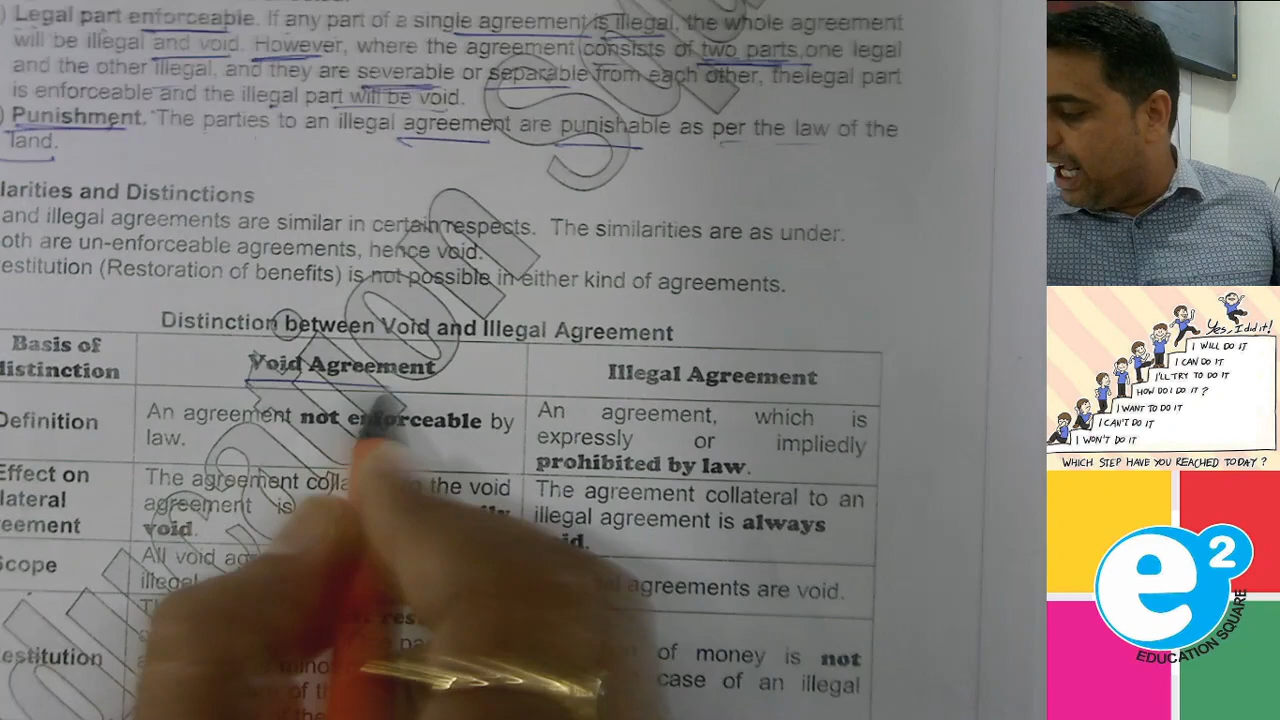 ) Legal part enforceable. If any part of a single agreement is illegal, the whole agreement
will be illegal and void. However, where the agreement consists of two parts, one legal
and the other illegal, and they are severable or separable from each other, thelegal part
is enforceable and the illegal part will be void.
) Punishment. The parties to an illegal agreement are punishable as per the law of the
land.
larities and Distinctions
and illegal agreements are similar in certain respects. The similarities are as under.
oth are un-enforceable agreements, hence void.
estitution (Restoration of benefits) is not possible in either kind of agreements.
Distinction between Void and Illegal Agreement
Basis of
distinction
Void Agreement
Illegal Agreement
Definition
An agreement not enforceable by
law.
An agreement, which is
expressly or impliedly
prohibited by law.
Effect on
lateral
eement
The agreement the void
agreement is
void.
The agreement collateral to an
illegal agreement is always
Scope
All void
illegal
agreements are void.
estitution
of money is not
case of an illegal
of the
Yes, I did it!
I WILL DO IT
I CAN DO IT
I'LL TRY TO DO IT
HOW DO I DO IT?
I WANT TO DO IT
I CAN'T DO IT
I WON'T DO IT
WHICH STEP HAVE YOU REACHED TODAY?
e2
EDUCATION SQUARE